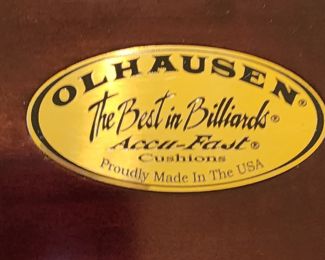 OLHAUSEN®
The Best in Billiards®
Accu-Fast®
Cushions
Proudly Made In The USA